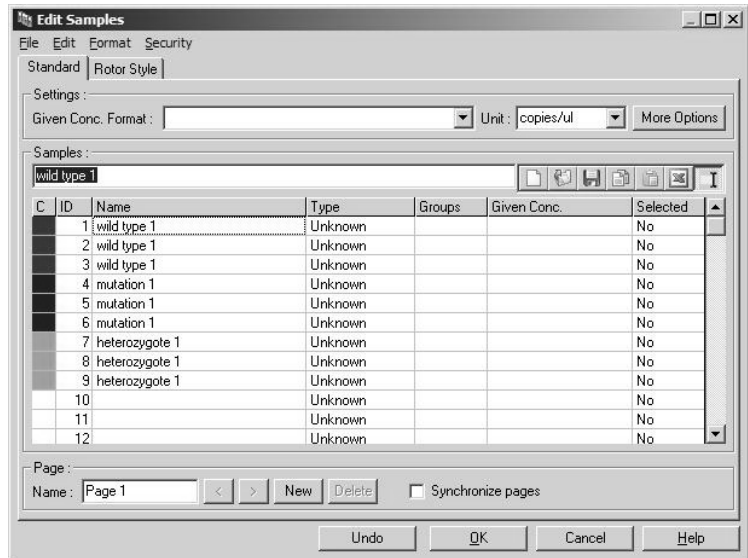 Edit Samples
File Edit Format Security
Standard Rotor Style
Settings :
Given Conc. Format : Unit : copies/ul More Options
Samples :
wild type 1
C ID Name Type Groups Given Conc. Selected
1 wild type 1 Unknown No
2 wild type 1 Unknown No
3 wild type 1 Unknown No
4 mutation 1 Unknown No
5 mutation 1 Unknown No
6 mutation 1 Unknown No
7 heterozygote 1 Unknown No
8 heterozygote 1 Unknown No
9 heterozygote 1 Unknown No
10 Unknown No
11 Unknown No
12 Unknown No
Page :
Name : Page 1 < > New Delete Synchronize pages
Undo OK Cancel Help